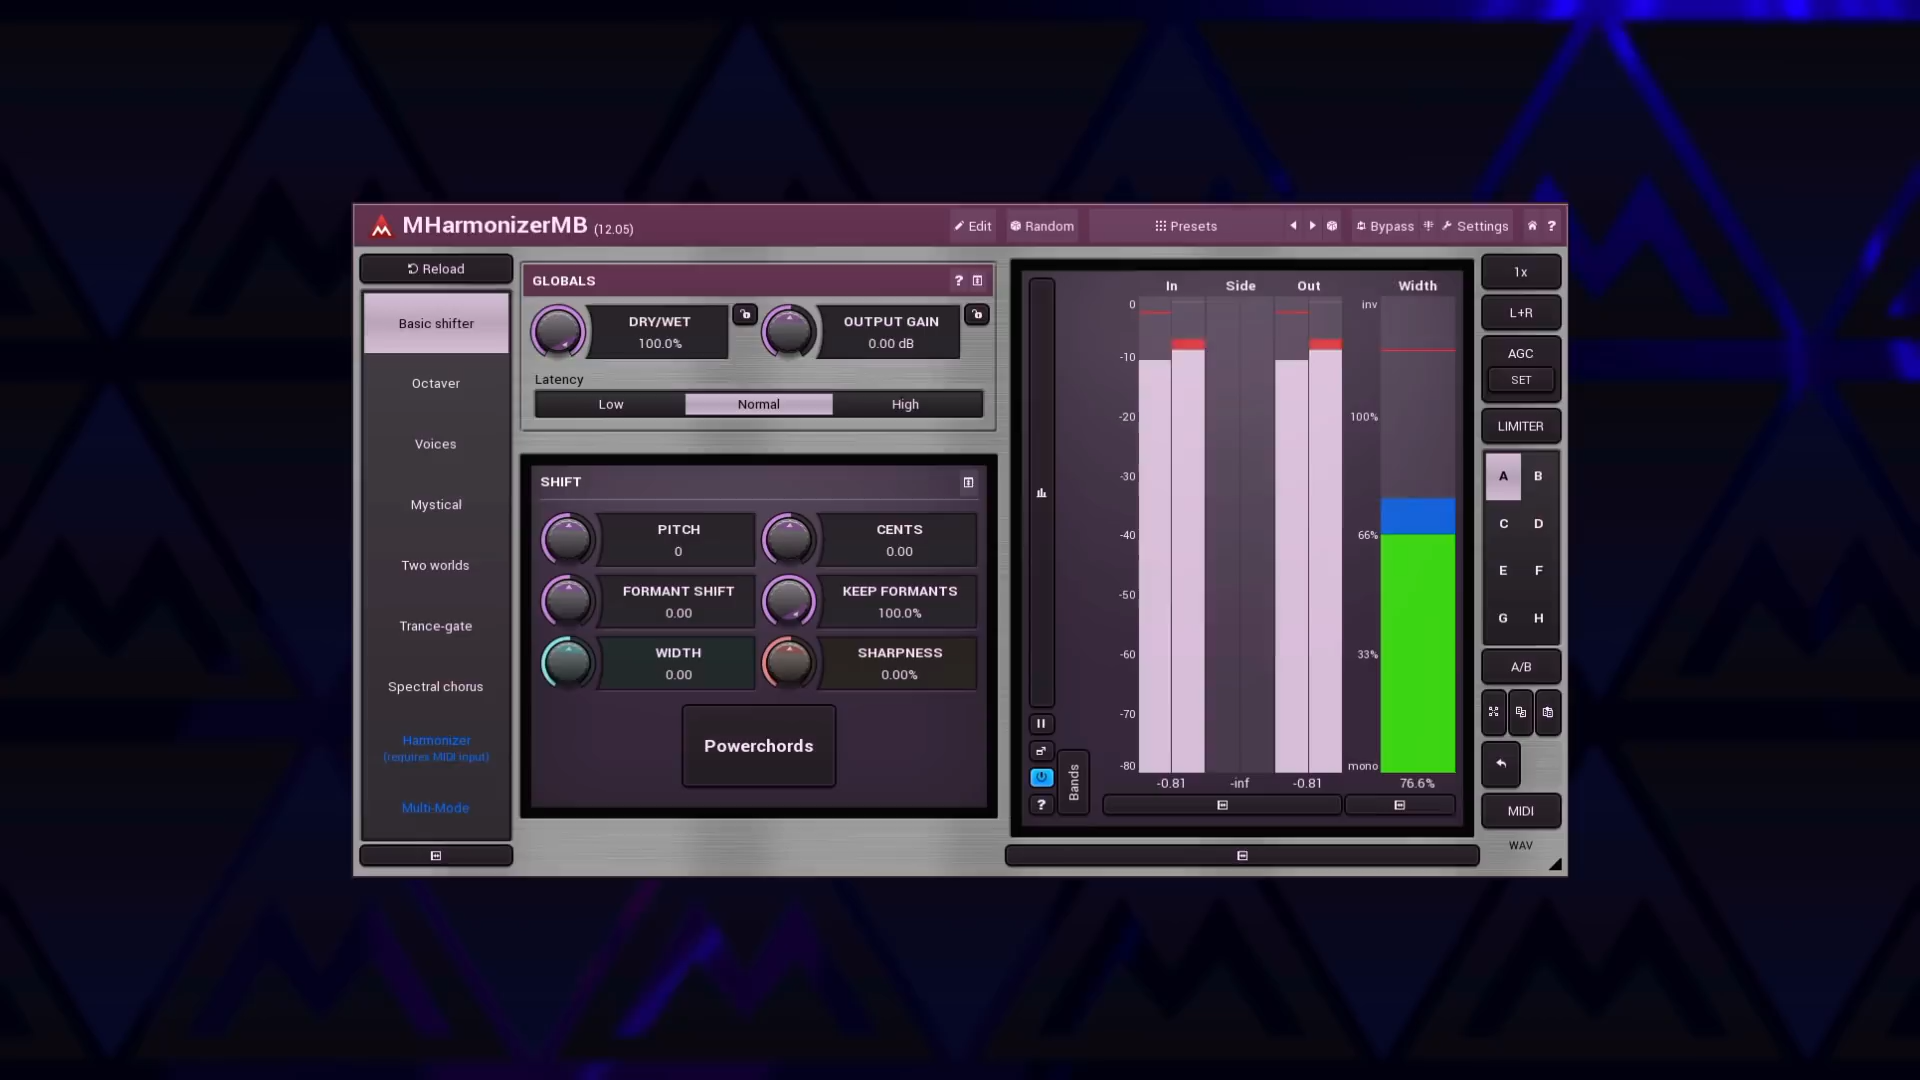 MHarmonizerMB (12.05)
Edit
Random
Presets
Bypass
Settings
?
Reload
Basic shifter
Octaver
Voices
Mystical
Two worlds
Trance-gate
Spectral chorus
Harmonizer
(requires MIDI input)
Multi-Mode
GLOBALS
?
DRY/WET
100.0%
OUTPUT GAIN
0.00 dB
Latency
Low
Normal
High
SHIFT
PITCH
0
CENTS
0.00
FORMANT SHIFT
0.00
KEEP FORMANTS
100.0%
WIDTH
0.00
SHARPNESS
0.00%
Powerchords
In
Side
Out
Width
0
-10
-20
-30
-40
-50
-60
-70
-80
inv
100%
66%
33%
mono
-0.81
-inf
-0.81
76.6%
?
Bands
1x
L+R
AGC
SET
LIMITER
A B
C D
E F
G H
A/B
MIDI
WAV